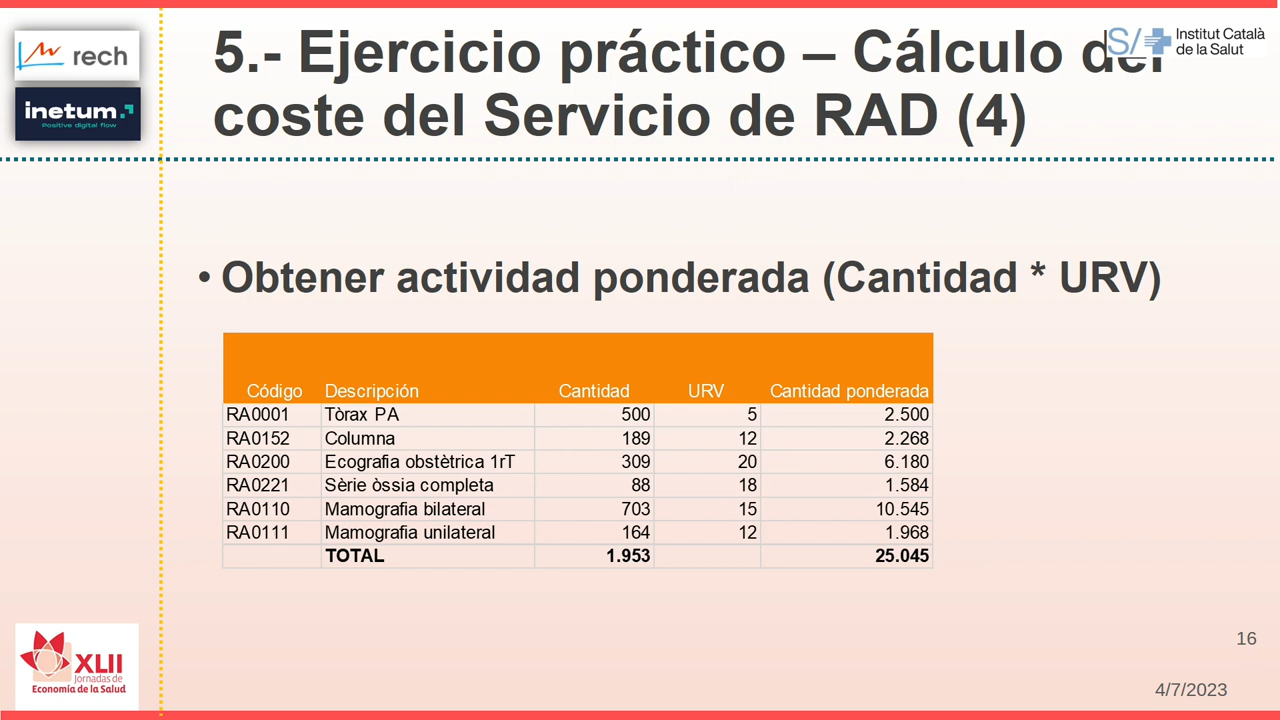 rech
inetum.
Positive digital flow
5.- Ejercicio práctico – Cálculo del
coste del Servicio de RAD (4)
S/
Institut Català
de la Salut
• Obtener actividad ponderada (Cantidad * URV)
Código Descripción Cantidad URV Cantidad ponderada
RA0001 Tòrax PA 500 5 2.500
RA0152 Columna 189 12 2.268
RA0200 Ecografia obstètrica 1rT 309 20 6.180
RA0221 Sèrie òssia completa 88 18 1.584
RA0110 Mamografia bilateral 703 15 10.545
RA0111 Mamografia unilateral 164 12 1.968
TOTAL 1.953 25.045
XLII
Jornadas de
Economía de la Salud
16
4/7/2023